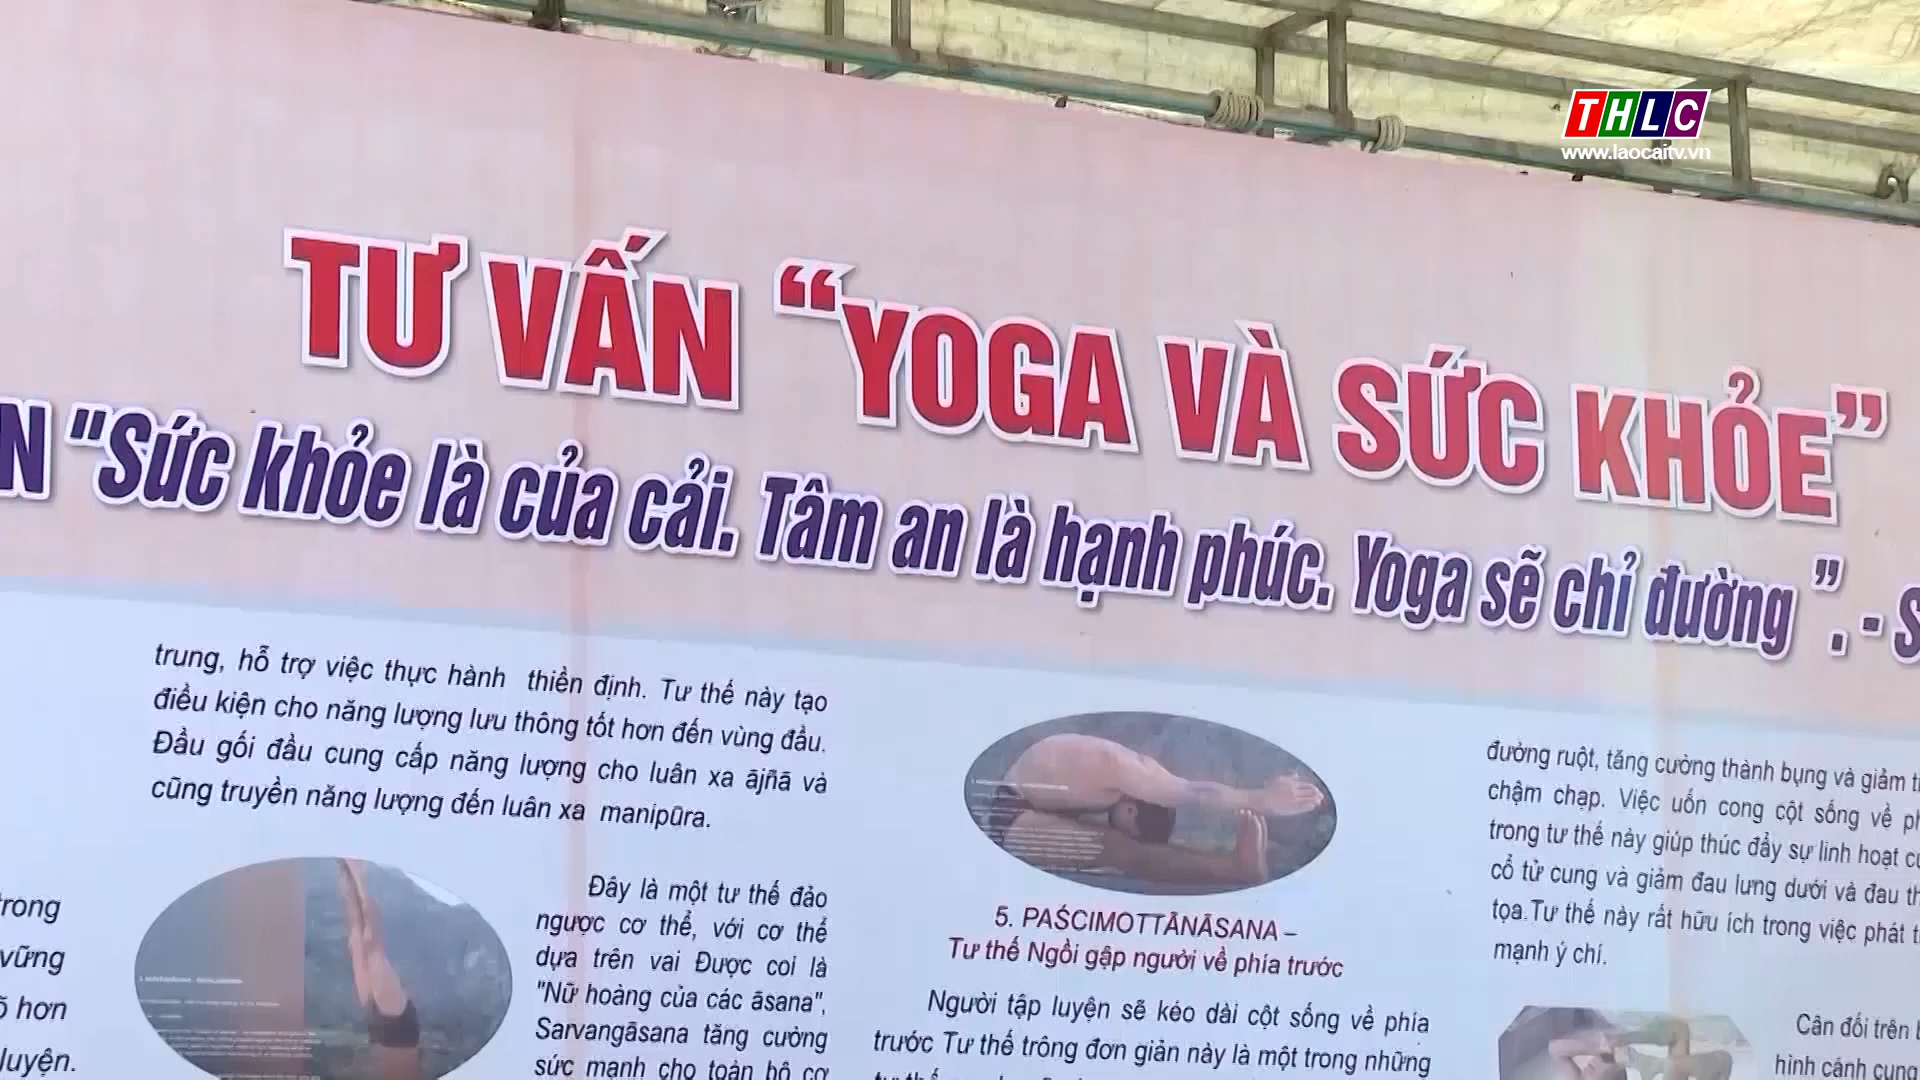 THLC
www.laocaitv.vn
TƯ VẤN “YOGA VÀ SỨC KHỎE”
N "Sức khỏe là của cải. Tâm an là hạnh phúc. Yoga sẽ chỉ đường ”. - S
trung, hỗ trợ việc thực hành thiền định. Tư thế này tạo
điều kiện cho năng lượng lưu thông tốt hơn đến vùng đầu.
Đầu gối đầu cung cấp năng lượng cho luân xa ājñā và
cũng truyền năng lượng đến luân xa manipūra.
trong
vững
hơn
luyện.
Đây là một tư thế đảo
ngược cơ thể, với cơ thể
dựa trên vai Được coi là
"Nữ hoàng của các āsana",
Sarvangāsana tăng cường
sức mạnh cho toàn bộ cơ
5. PAŚCIMOTTĀNĀSANA –
Tư thế Ngồi gập người về phía trước
Người tập luyện sẽ kéo dài cột sống về phía
trước Tư thế trông đơn giản này là một trong những
đường ruột, tăng cường thành bụng và giảm
chậm chạp. Việc uốn cong cột sống về
trong tư thế này giúp thúc đẩy sự linh hoạt
cổ tử cung và giảm đau lưng dưới và đau
tọa.Tư thế này rất hữu ích trong việc phát
mạnh ý chí.
Cân đối trên
hình cánh cung